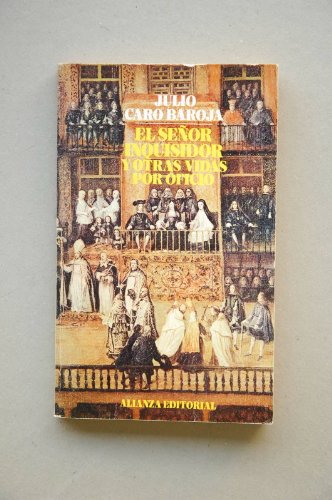 JULIO
CARO BAROJA
EL SEÑOR
INQUISIDOR
Y OTRAS VIDAS
POR OFICIO
ALIANZA EDITORIAL